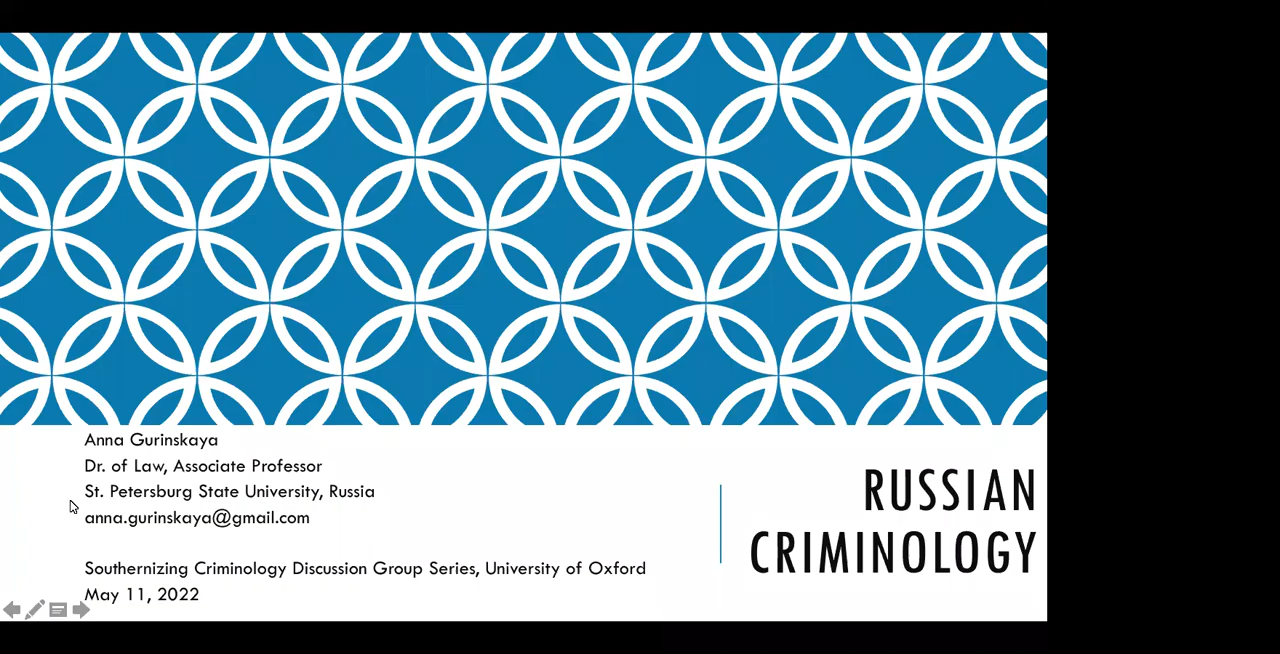 Anna Gurinskaya
Dr. of Law, Associate Professor
St. Petersburg State University, Russia
anna.gurinskaya@gmail.com
Southernizing Criminology Discussion Group Series, University of Oxford
May 11, 2022
RUSSIAN
CRIMINOLOGY